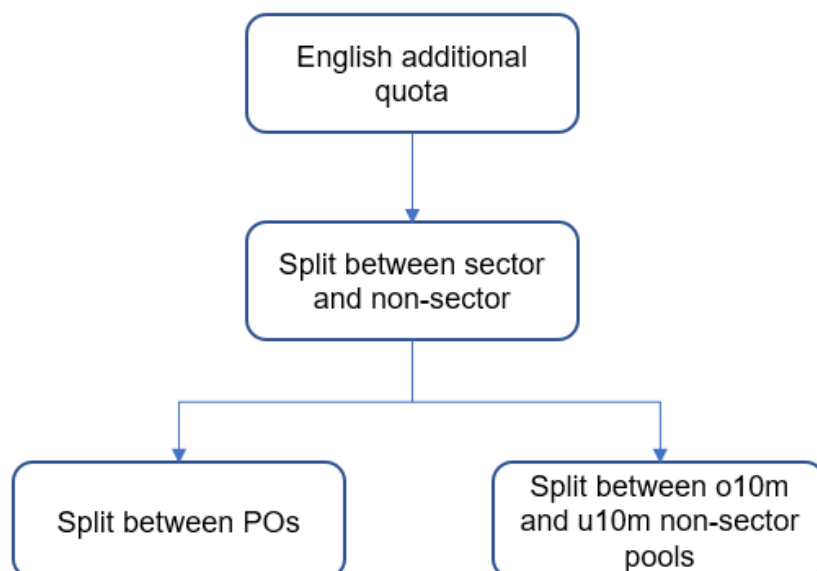 English additional
quota
Split between sector
and non-sector
Split between POs
Split between o10m
and u10m non-sector
pools